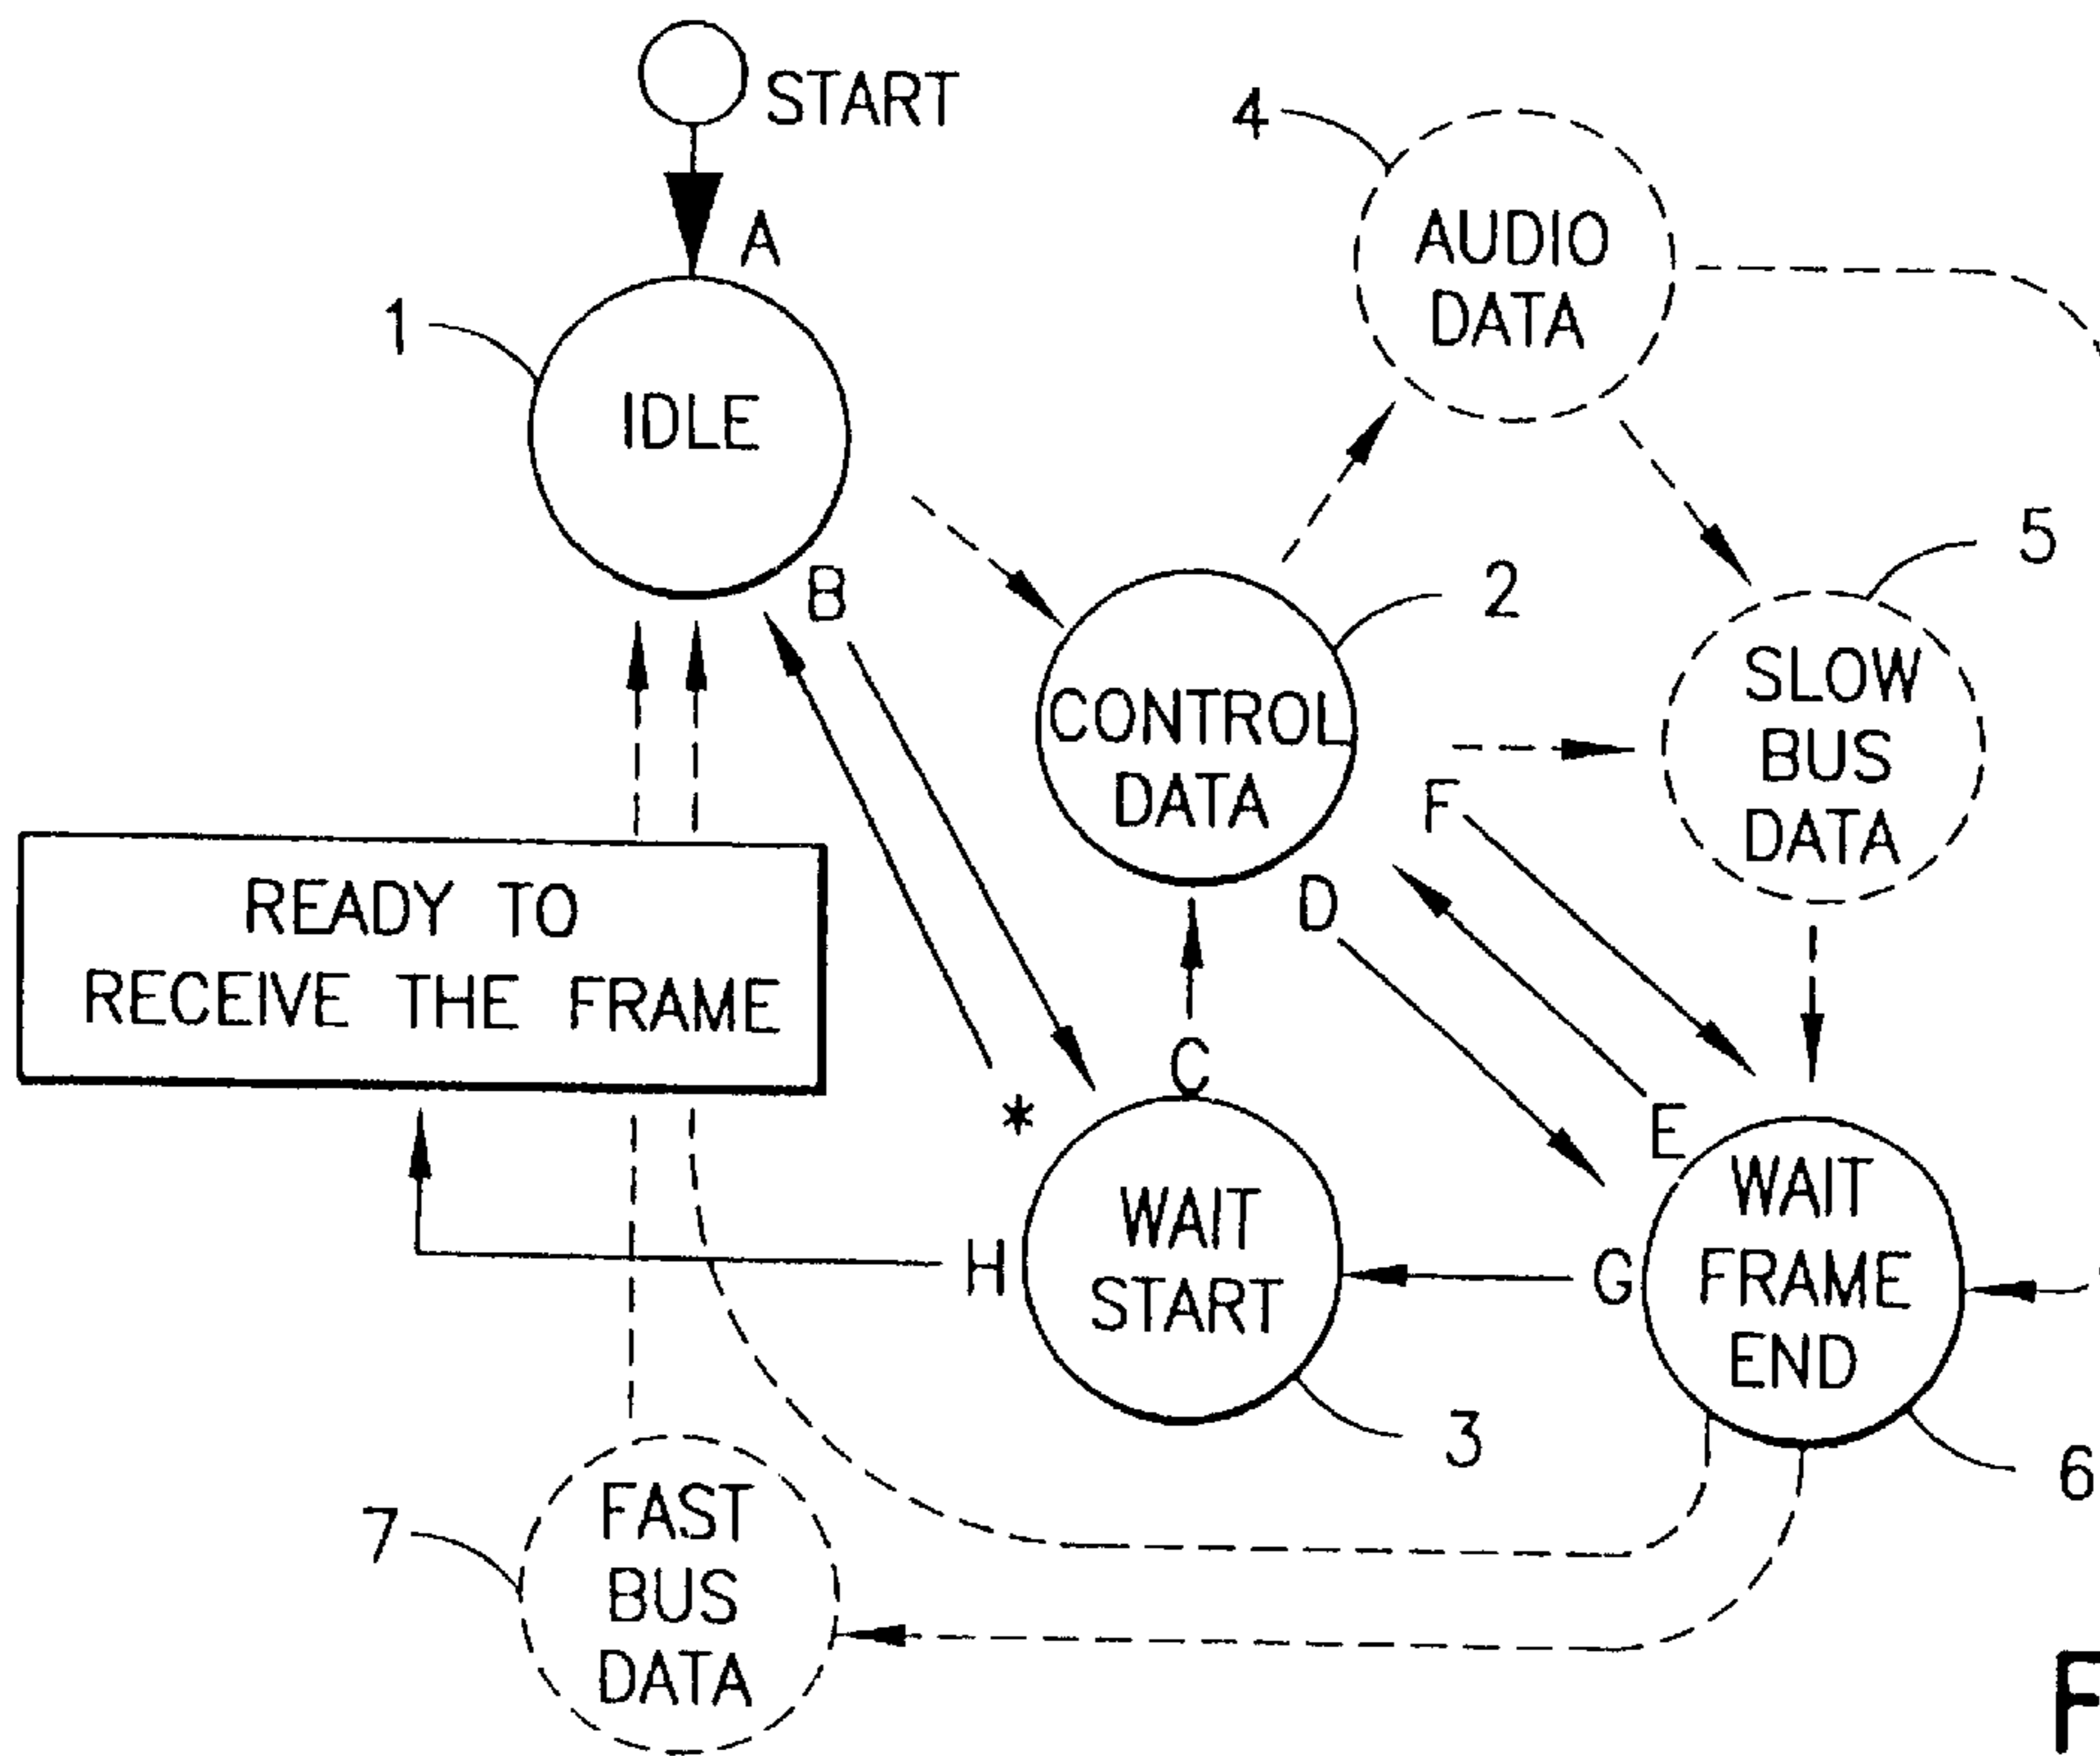 START
A
4
AUDIO
DATA
1
IDLE
5
B
2
SLOW
BUS
DATA
CONTROL
DATA
F
READY TO
RECEIVE THE FRAME
D
C
*
E
WAIT
START
H
G
WAIT
FRAME
END
3
6
7
FAST
BUS
DATA
F